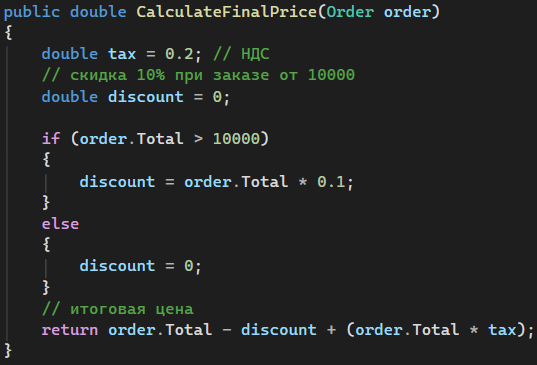 public double CalculateFinalPrice(Order order)
{
    double tax = 0.2; // НДС
    // скидка 10% при заказе от 10000
    double discount = 0;

    if (order.Total > 10000)
    {
        discount = order.Total * 0.1;
    }
    else
    {
        discount = 0;
    }
    // итоговая цена
    return order.Total - discount + (order.Total * tax);
}